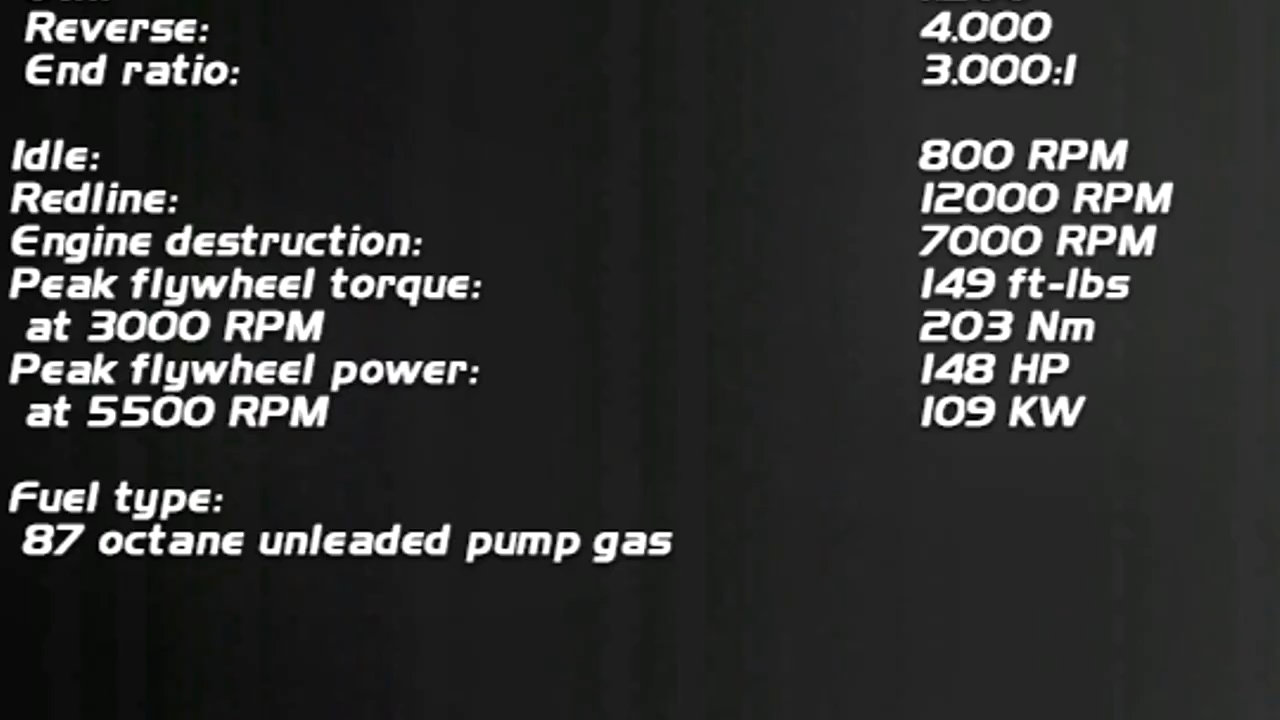 Reverse: 4.000
End ratio: 3.000:1
Idle: 800 RPM
Redline: 12000 RPM
Engine destruction: 7000 RPM
Peak flywheel torque: 149 ft-lbs
at 3000 RPM 203 Nm
Peak flywheel power: 148 HP
at 5500 RPM 109 KW
Fuel type:
87 octane unleaded pump gas